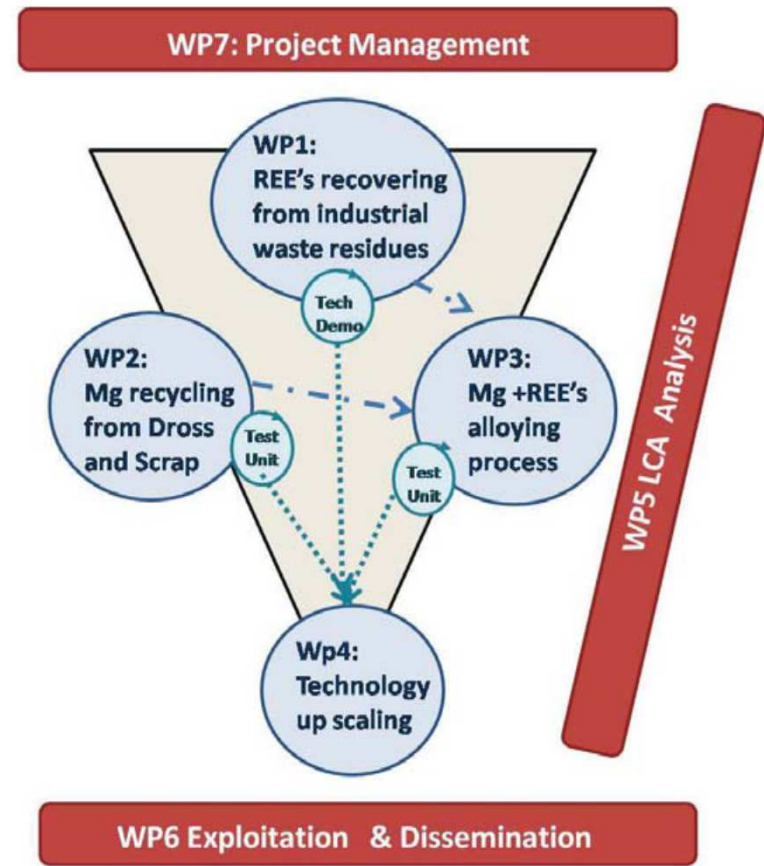 WP7: Project Management
WP1:
REE's recovering
from industrial
waste residues
Tech
Demo
WP2:
Mg recycling
from Dross
and Scrap
Test
Unit
WP3:
Mg +REE's
alloying
process
Test
Unit
WP5 LCA Analysis
Wp4:
Technology
up scaling
WP6 Exploitation & Dissemination